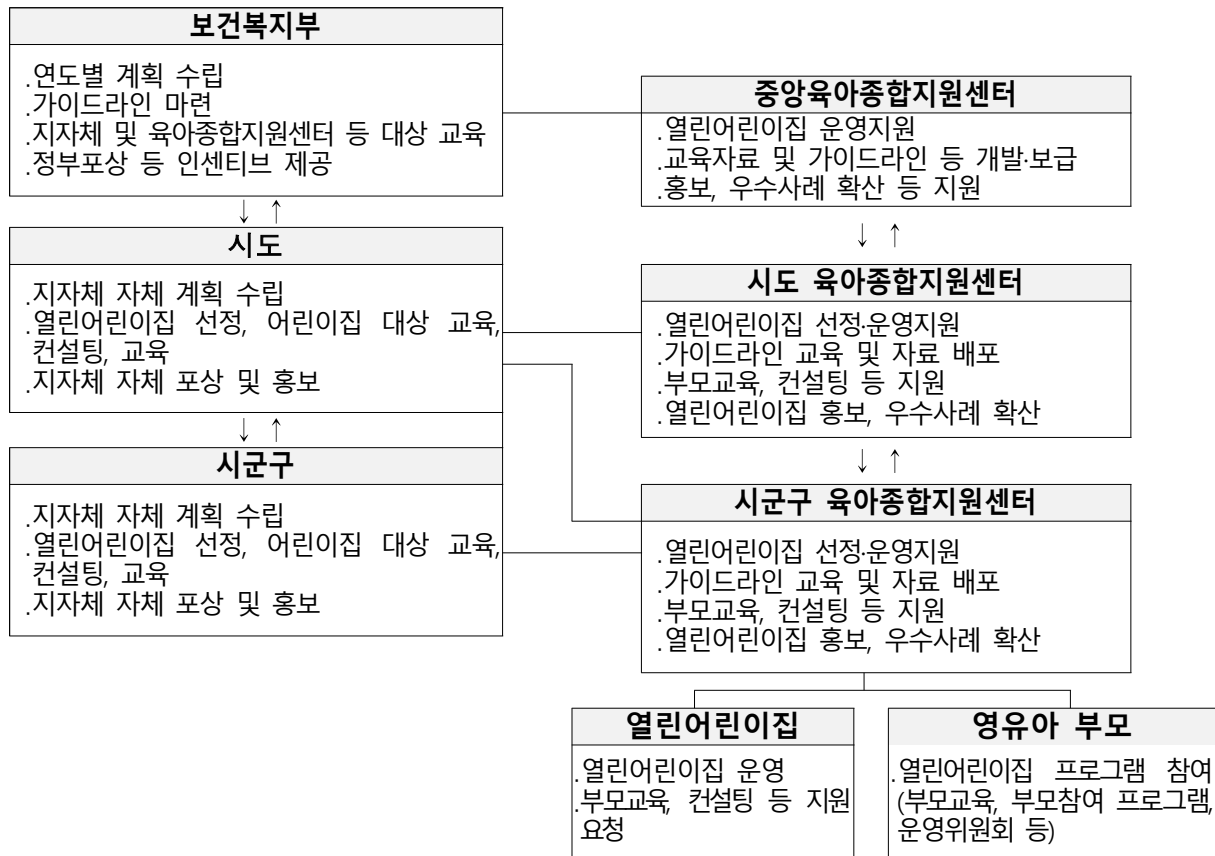 보건복지부
.연도별 계획 수립
.가이드라인 마련
.지자체 및 육아종합지원센터 등 대상 교육
.정부포상 등 인센티브 제공
중앙육아종합지원센터
.열린어린이집 운영지원
.교육자료 및 가이드라인 등 개발·보급
.홍보, 우수사례 확산 등 지원
↓ ↑
↓ ↑
시도
.지자체 자체 계획 수립
.열린어린이집 선정, 어린이집 대상 교육,
컨설팅, 교육
.지자체 자체 포상 및 홍보
시도 육아종합지원센터
.열린어린이집 선정·운영지원
.가이드라인 교육 및 자료 배포
.부모교육, 컨설팅 등 지원
.열린어린이집 홍보, 우수사례 확산
↓ ↑
↓ ↑
시군구
.지자체 자체 계획 수립
.열린어린이집 선정, 어린이집 대상 교육,
컨설팅, 교육
.지자체 자체 포상 및 홍보
시군구 육아종합지원센터
.열린어린이집 선정·운영지원
.가이드라인 교육 및 자료 배포
.부모교육, 컨설팅 등 지원
.열린어린이집 홍보, 우수사례 확산
열린어린이집
.열린어린이집 운영
.부모교육, 컨설팅 등 지원
요청
영유아 부모
.열린어린이집 프로그램 참여
(부모교육, 부모참여 프로그램,
운영위원회 등)